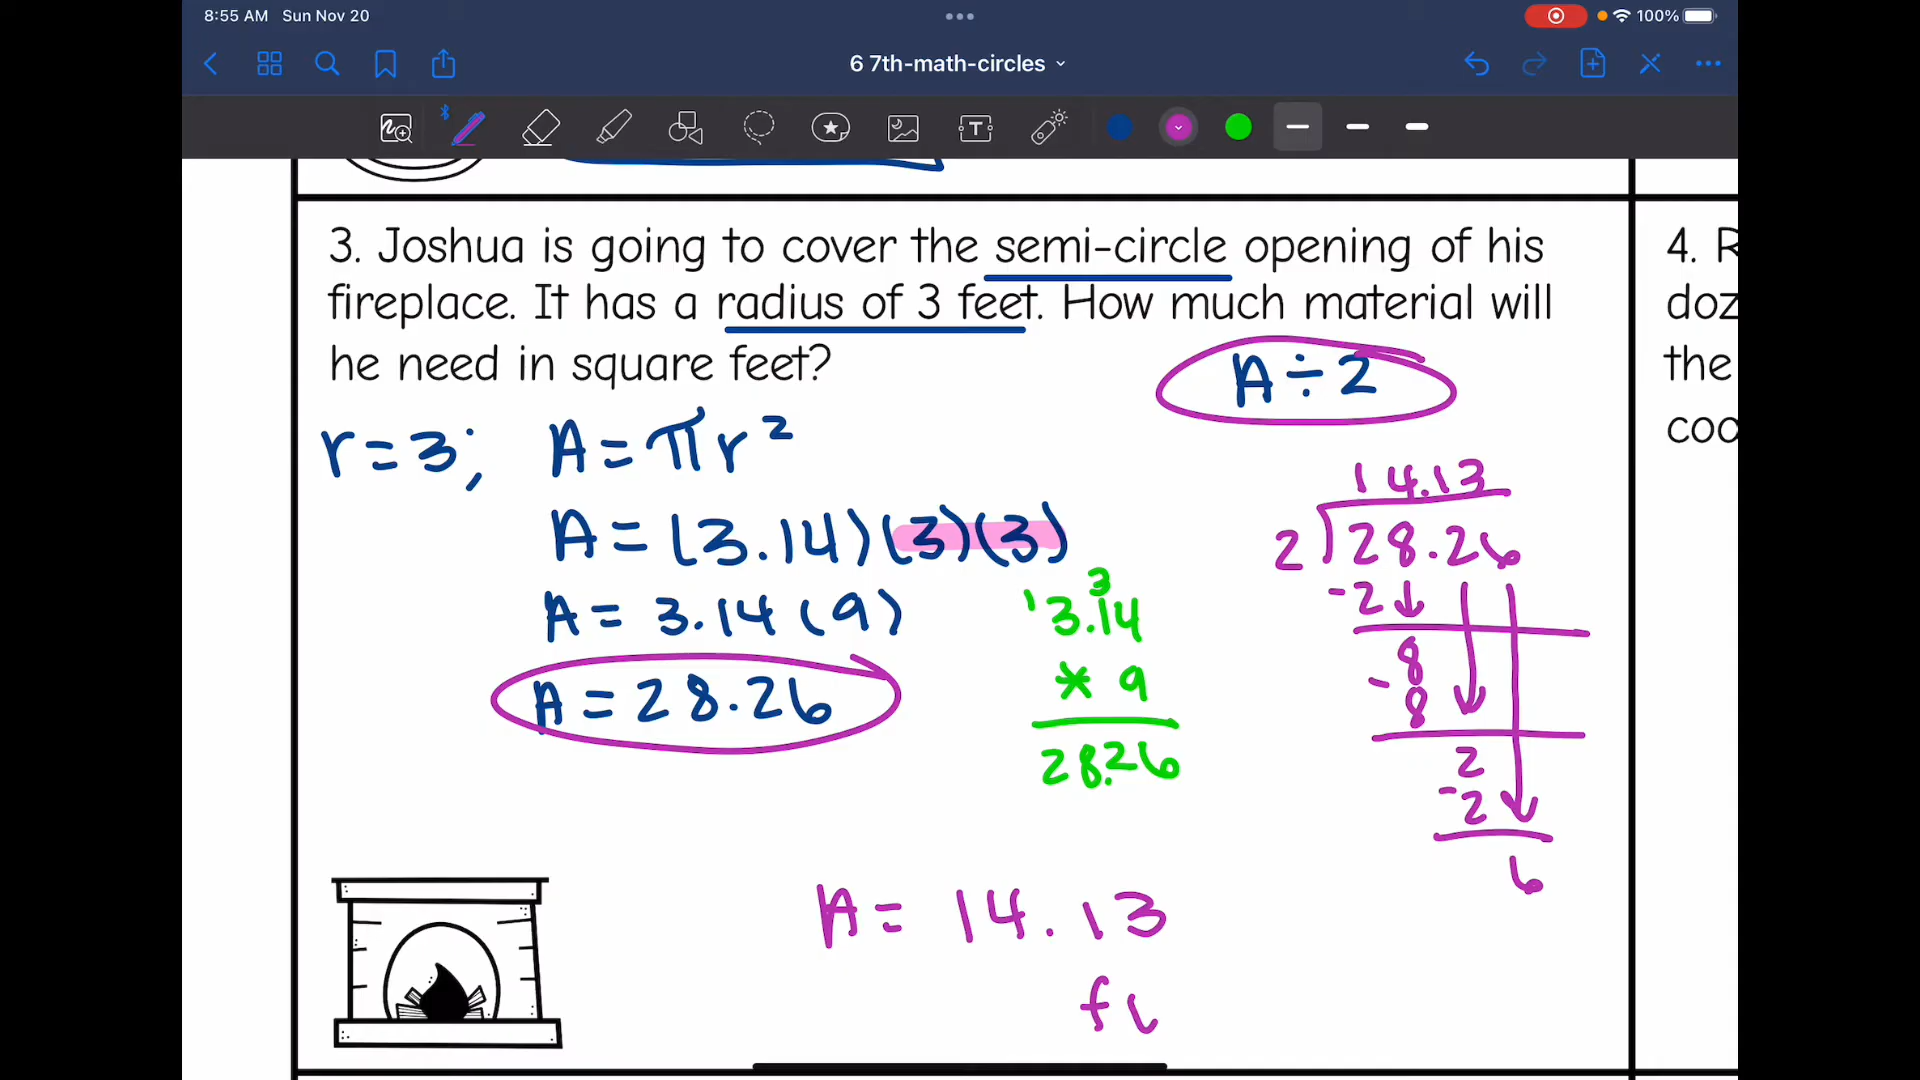 8:55 AM Sun Nov 20
100%
6 7th-math-circles
3. Joshua is going to cover the semi-circle opening of his
fireplace. It has a radius of 3 feet. How much material will
he need in square feet?
A ÷ 2
r = 3; A = πr²
A = (3.14)(3)(3)
A = 3.14 (9)
A = 28.26
3
1 3.14
* 9
28.26
14.13
2 28.26
-2
8
-8
2
-2
6
A = 14.13
4. R
doz
the
coo